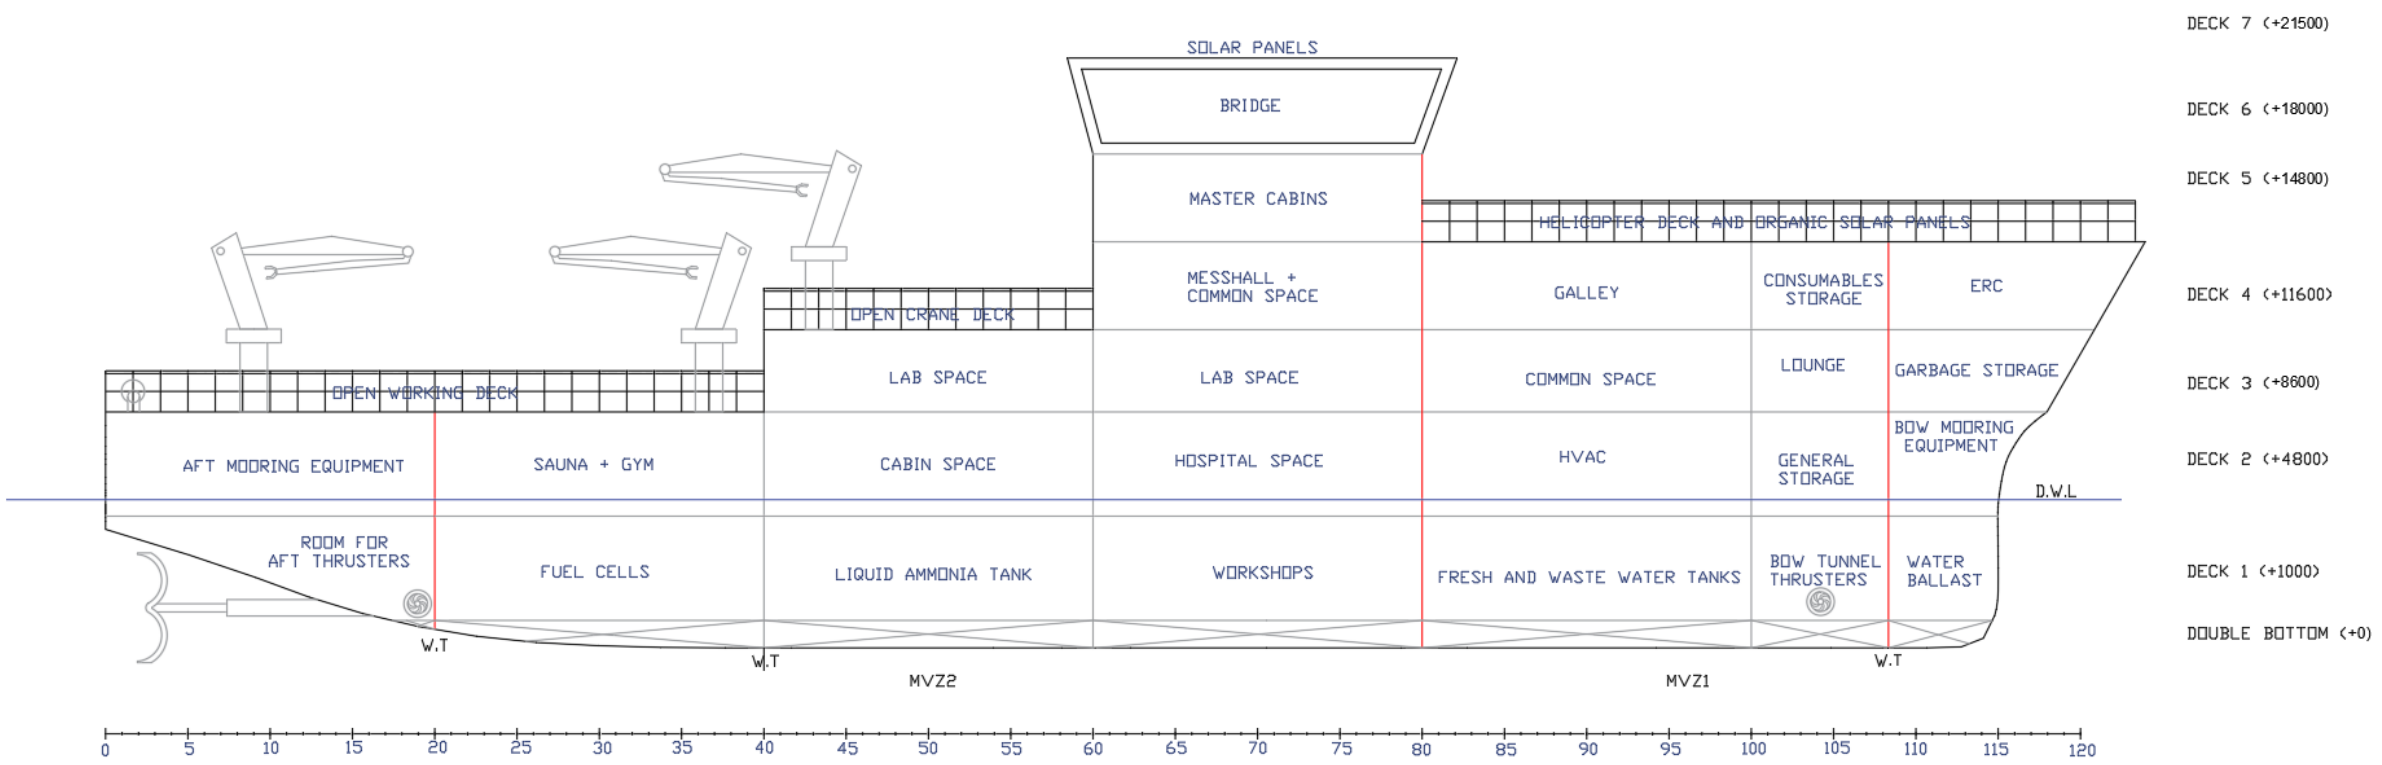 DECK 7 (+21500)
SOLAR PANELS
BRIDGE
DECK 6 (+18000)
DECK 5 (+14800)
MASTER CABINS
HELICOPTER DECK AND ORGANIC SOLAR PANELS
MESSHALL +
COMMON SPACE
GALLEY
CONSUMABLES
STORAGE
ERC
DECK 4 (+11600)
OPEN CRANE DECK
LAB SPACE
LAB SPACE
COMMON SPACE
LOUNGE
GARBAGE STORAGE
DECK 3 (+8600)
OPEN WORKING DECK
AFT MOORING EQUIPMENT
SAUNA + GYM
CABIN SPACE
HOSPITAL SPACE
HVAC
GENERAL
STORAGE
BOW MOORING
EQUIPMENT
DECK 2 (+4800)
D.W.L
ROOM FOR
AFT THRUSTERS
FUEL CELLS
LIQUID AMMONIA TANK
WORKSHOPS
FRESH AND WASTE WATER TANKS
BOW TUNNEL
THRUSTERS
WATER
BALLAST
DECK 1 (+1000)
DOUBLE BOTTOM (+0)
W.T
W.T
W.T
MVZ2
MVZ1
0 5 10 15 20 25 30 35 40 45 50 55 60 65 70 75 80 85 90 95 100 105 110 115 120